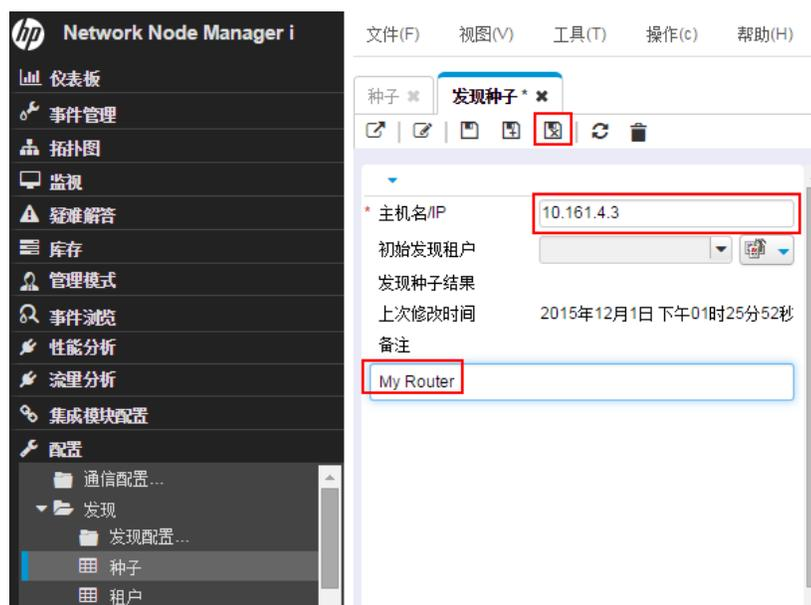 hp Network Node Manager i
文件(F) 视图(V) 工具(T) 操作(c) 帮助(H)
仪表板
事件管理
拓扑图
监视
疑难解答
库存
管理模式
事件浏览
性能分析
流里分析
集成模块配置
配置
通信配置...
发现
发现配置...
种子
租户
种子
发现种子*
* 主机名/IP 10.161.4.3
初始发现租户
发现种子结果
上次修改时间 2015年12月1日 下午01时25分52秒
备注
My Router